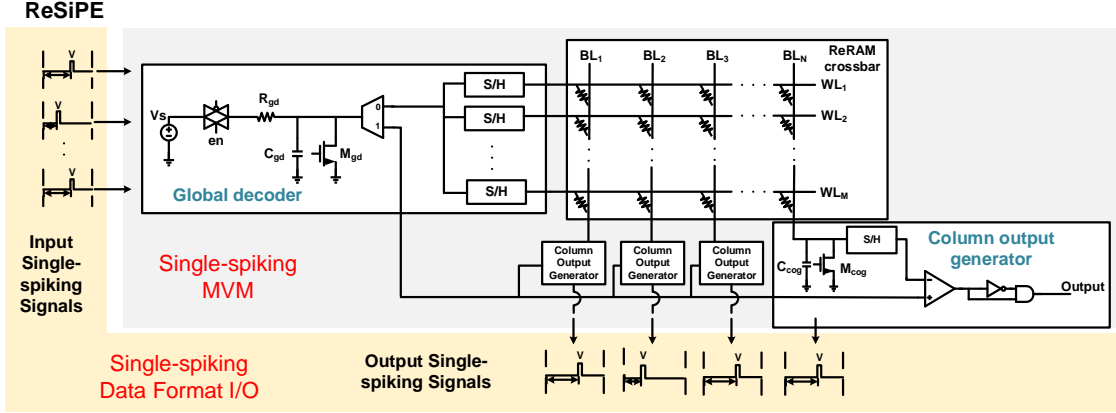 ReSiPE
V
V
V
Input
Single-
spiking
Signals
Vs
en
Rgd
Cgd
Mgd
0
1
Global decoder
S/H
S/H
S/H
BL1
BL2
BL3
BLN
ReRAM
crossbar
WL1
WL2
WLM
Single-spiking
MVM
Column
Output
Generator
Column
Output
Generator
Column
Output
Generator
Ccog
Mcog
S/H
Column output
generator
−
+
Output
Single-spiking
Data Format I/O
Output Single-
spiking Signals
V
V
V
V